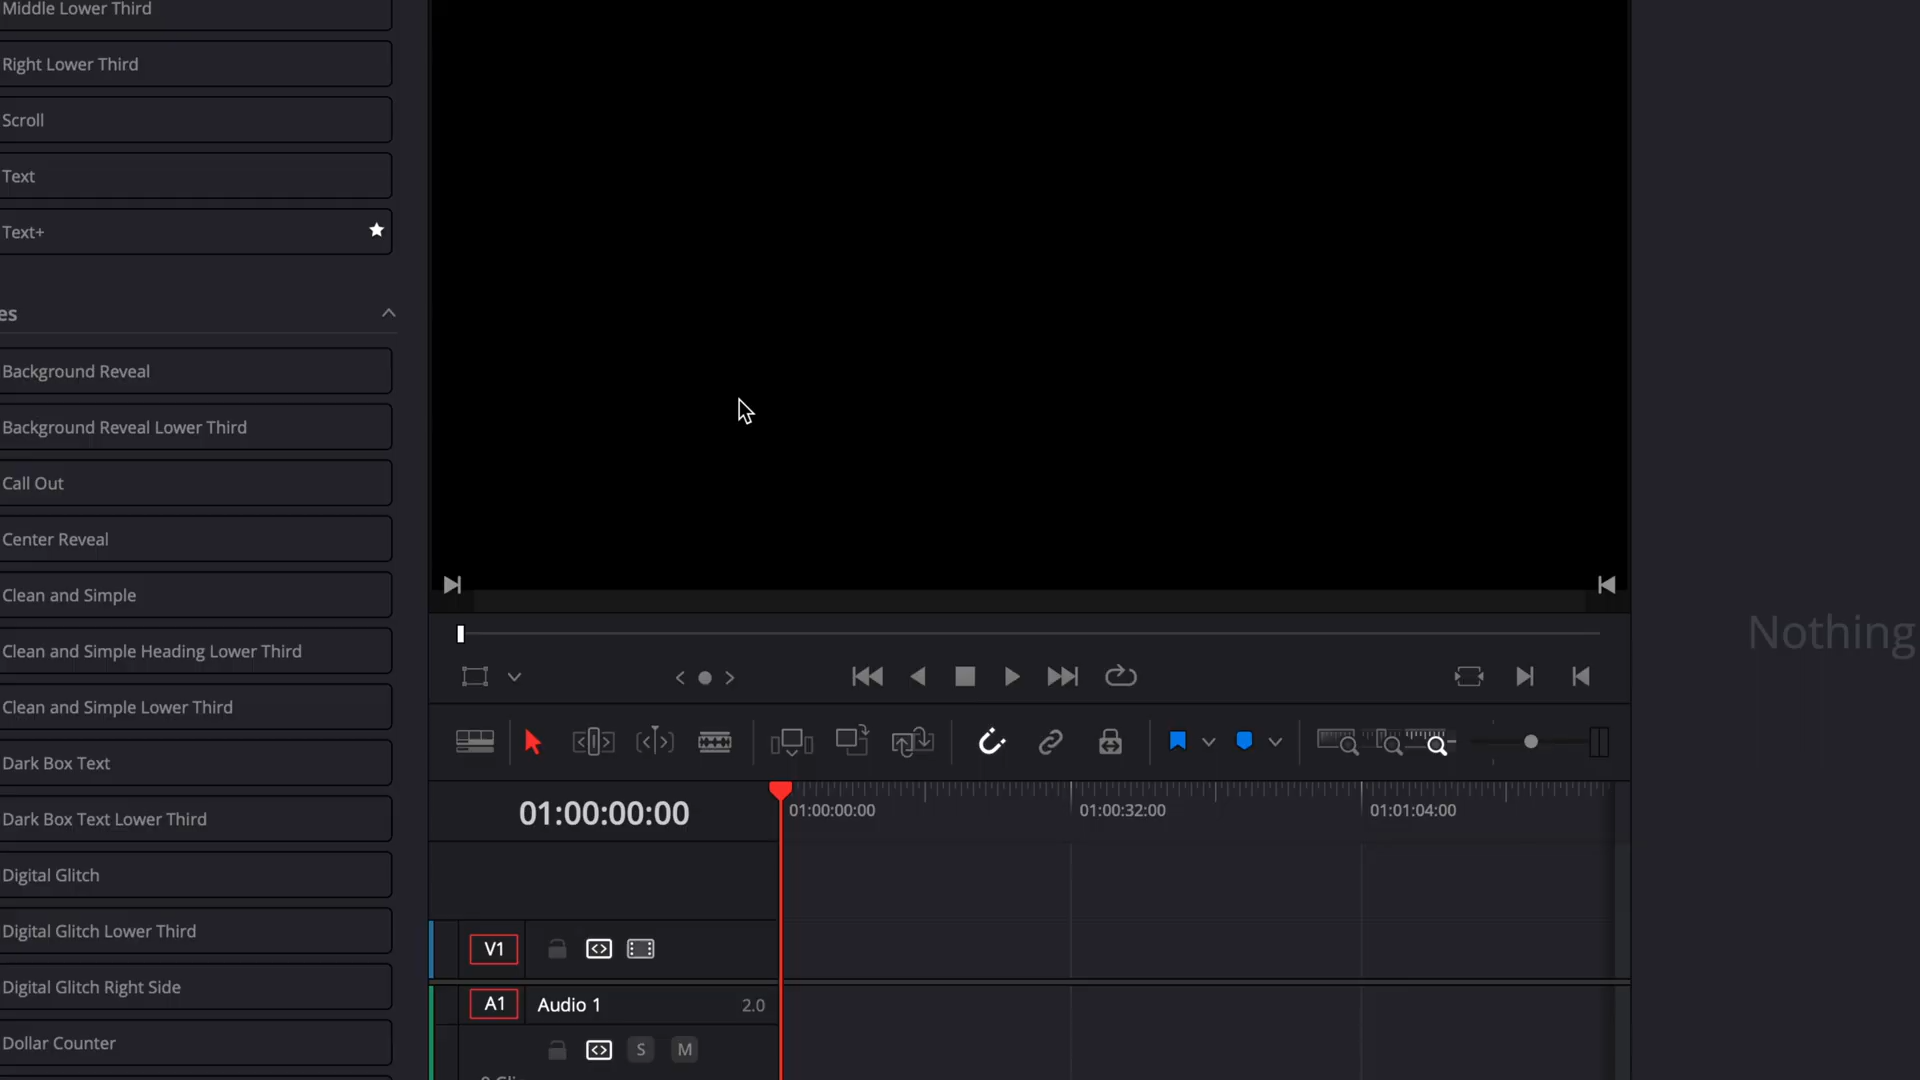 Middle Lower Third
Right Lower Third
Scroll
Text
Text+
es
Background Reveal
Background Reveal Lower Third
Call Out
Center Reveal
Clean and Simple
Clean and Simple Heading Lower Third
Clean and Simple Lower Third
Dark Box Text
Dark Box Text Lower Third
Digital Glitch
Digital Glitch Lower Third
Digital Glitch Right Side
Dollar Counter
Nothing
01:00:00:00
01:00:00:00
01:00:32:00
01:01:04:00
V1
A1 Audio 1 2.0
S M